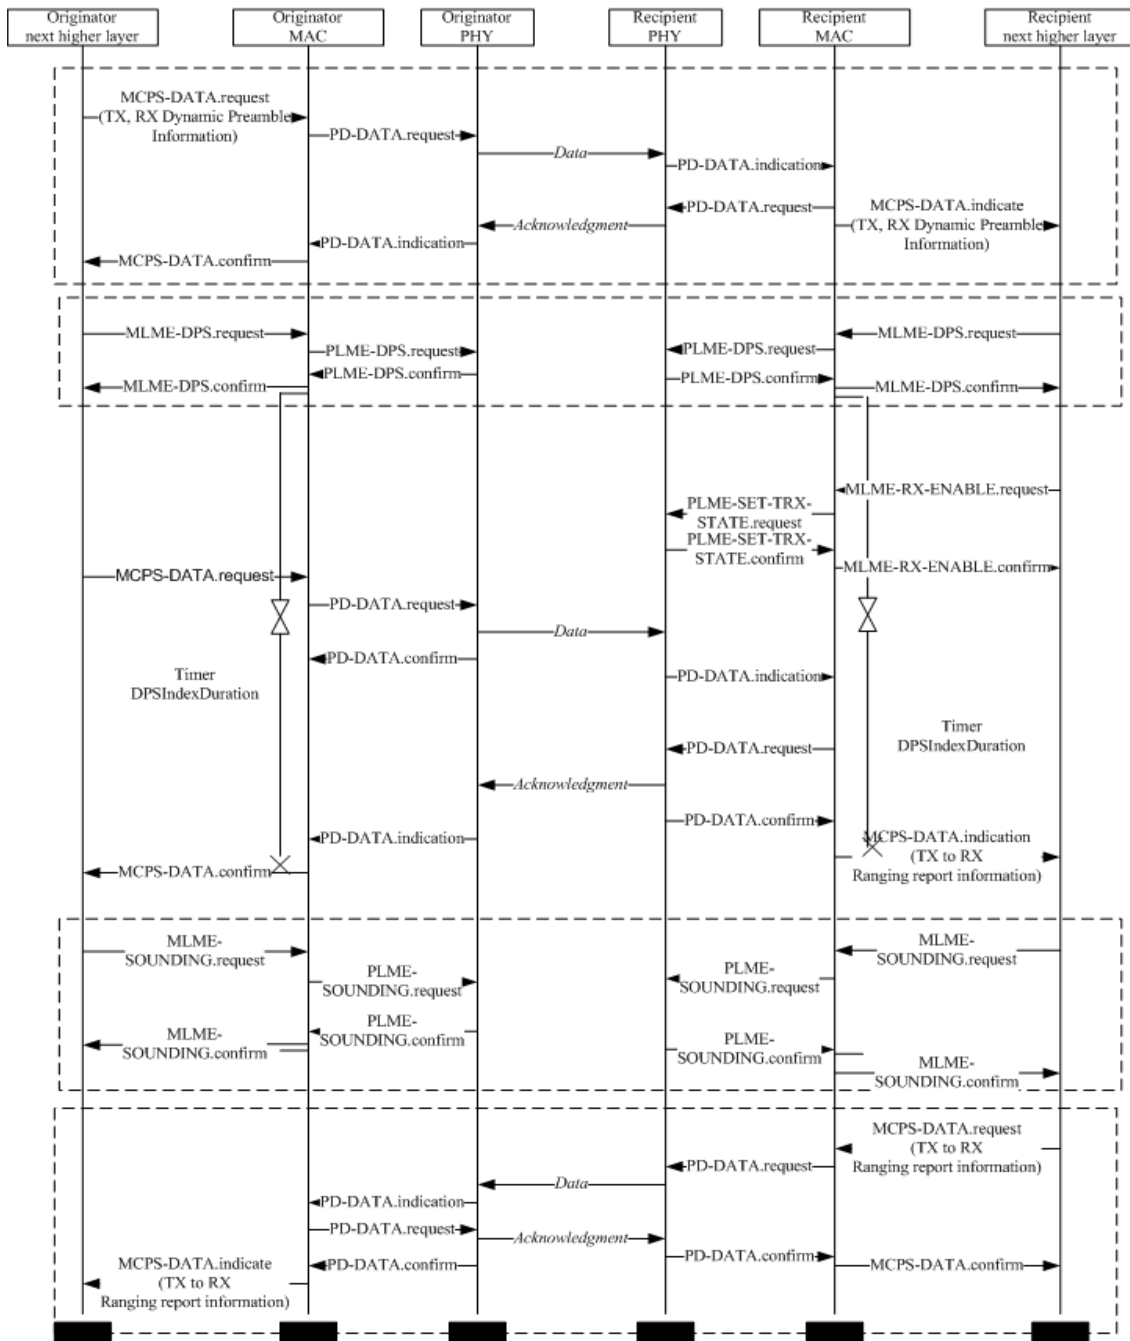 Originator
next higher layer
Originator
MAC
Originator
PHY
Recipient
PHY
Recipient
MAC
Recipient
next higher layer
MCPS-DATA.request
(TX, RX Dynamic Preamble
Information)
PD-DATA.request
Data
PD-DATA.indication
PD-DATA.request
MCPS-DATA.indicate
(TX, RX Dynamic Preamble
Information)
Acknowledgment
PD-DATA.indication
MCPS-DATA.confirm
MLME-DPS.request
MLME-DPS.request
PLME-DPS.request
PLME-DPS.request
PLME-DPS.confirm
PLME-DPS.confirm
MLME-DPS.confirm
MLME-DPS.confirm
MLME-RX-ENABLE.request
PLME-SET-TRX-
STATE.request
PLME-SET-TRX-
STATE.confirm
MLME-RX-ENABLE.confirm
MCPS-DATA.request
PD-DATA.request
Data
PD-DATA.confirm
PD-DATA.indication
Timer
DPSIndexDuration
Timer
DPSIndexDuration
PD-DATA.request
Acknowledgment
PD-DATA.confirm
PD-DATA.indication
MCPS-DATA.indication
(TX to RX
Ranging report information)
MCPS-DATA.confirm
MLME-
SOUNDING.request
MLME-
SOUNDING.request
PLME-
SOUNDING.request
PLME-
SOUNDING.request
PLME-
SOUNDING.confirm
MLME-
SOUNDING.confirm
PLME-
SOUNDING.confirm
MLME-
SOUNDING.confirm
MCPS-DATA.request
(TX to RX
Ranging report information)
PD-DATA.request
Data
PD-DATA.indication
PD-DATA.request
Acknowledgment
PD-DATA.confirm
PD-DATA.confirm
MCPS-DATA.confirm
MCPS-DATA.indicate
(TX to RX
Ranging report information)